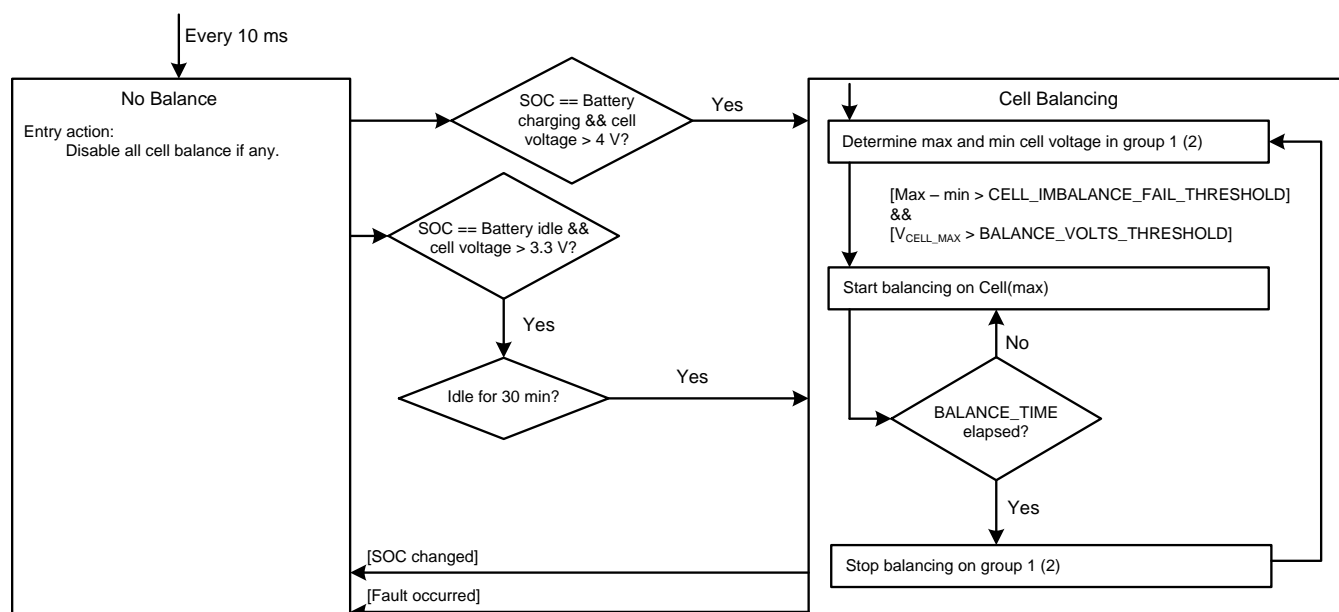 Every 10 ms
No Balance
Entry action:
Disable all cell balance if any.
SOC == Battery
charging && cell
voltage > 4 V?
Yes
SOC == Battery idle &&
cell voltage > 3.3 V?
Yes
Idle for 30 min?
Yes
[SOC changed]
[Fault occurred]
Cell Balancing
Determine max and min cell voltage in group 1 (2)
[Max – min > CELL_IMBALANCE_FAIL_THRESHOLD]
&&
[VCELL_MAX > BALANCE_VOLTS_THRESHOLD]
Start balancing on Cell(max)
No
BALANCE_TIME
elapsed?
Yes
Stop balancing on group 1 (2)